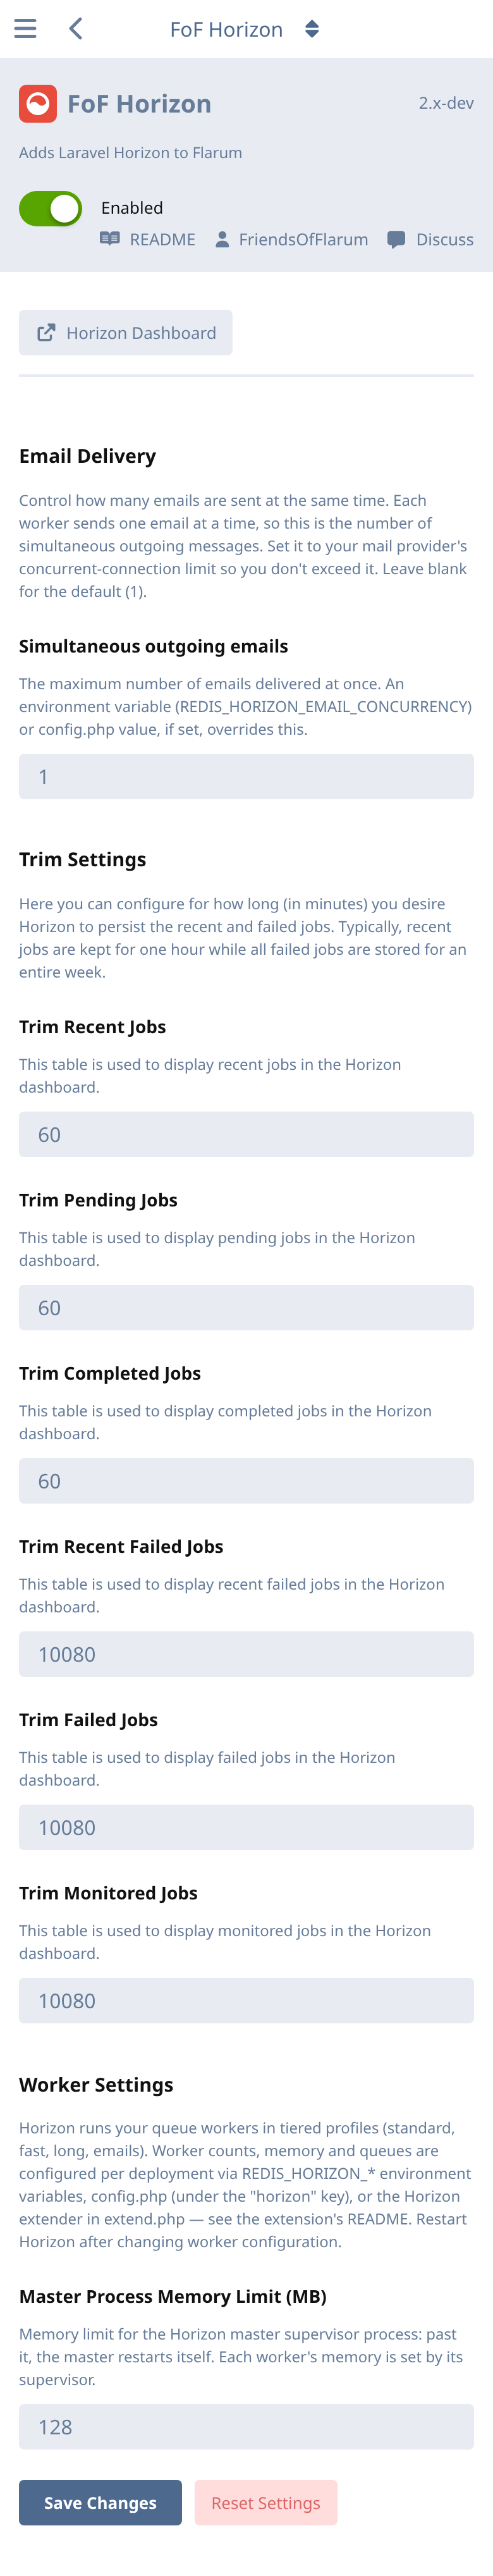 FoF Horizon
FoF Horizon
2.x-dev
Adds Laravel Horizon to Flarum
Enabled
README
FriendsOfFlarum
Discuss
Horizon Dashboard
Email Delivery
Control how many emails are sent at the same time. Each
worker sends one email at a time, so this is the number of
simultaneous outgoing messages. Set it to your mail provider's
concurrent-connection limit so you don't exceed it. Leave blank
for the default (1).
Simultaneous outgoing emails
The maximum number of emails delivered at once. An
environment variable (REDIS_HORIZON_EMAIL_CONCURRENCY)
or config.php value, if set, overrides this.
1
Trim Settings
Here you can configure for how long (in minutes) you desire
Horizon to persist the recent and failed jobs. Typically, recent
jobs are kept for one hour while all failed jobs are stored for an
entire week.
Trim Recent Jobs
This table is used to display recent jobs in the Horizon
dashboard.
60
Trim Pending Jobs
This table is used to display pending jobs in the Horizon
dashboard.
60
Trim Completed Jobs
This table is used to display completed jobs in the Horizon
dashboard.
60
Trim Recent Failed Jobs
This table is used to display recent failed jobs in the Horizon
dashboard.
10080
Trim Failed Jobs
This table is used to display failed jobs in the Horizon
dashboard.
10080
Trim Monitored Jobs
This table is used to display monitored jobs in the Horizon
dashboard.
10080
Worker Settings
Horizon runs your queue workers in tiered profiles (standard,
fast, long, emails). Worker counts, memory and queues are
configured per deployment via REDIS_HORIZON_* environment
variables, config.php (under the "horizon" key), or the Horizon
extender in extend.php — see the extension's README. Restart
Horizon after changing worker configuration.
Master Process Memory Limit (MB)
Memory limit for the Horizon master supervisor process: past
it, the master restarts itself. Each worker's memory is set by its
supervisor.
128
Save Changes
Reset Settings